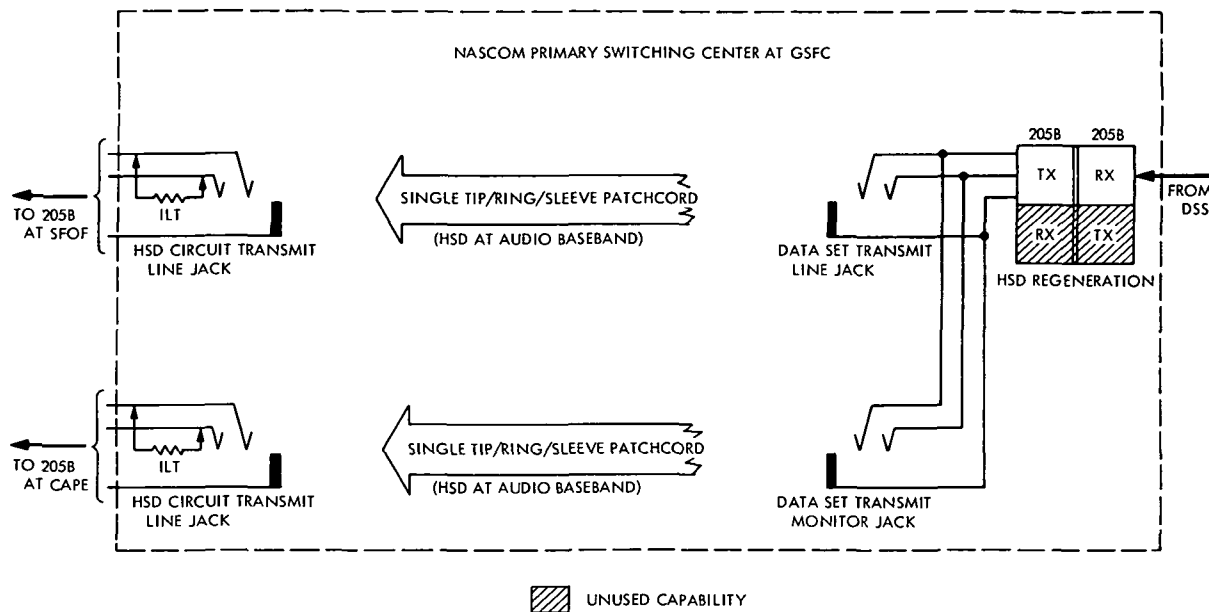 NASCOM PRIMARY SWITCHING CENTER AT GSFC
205B 205B
TX RX
RX TX
HSD REGENERATION
FROM
DSS
TO 205B
AT SFOF
ILT
HSD CIRCUIT TRANSMIT
LINE JACK
SINGLE TIP/RING/SLEEVE PATCHCORD
(HSD AT AUDIO BASEBAND)
DATA SET TRANSMIT
LINE JACK
TO 205B
AT CAPE
ILT
HSD CIRCUIT TRANSMIT
LINE JACK
SINGLE TIP/RING/SLEEVE PATCHCORD
(HSD AT AUDIO BASEBAND)
DATA SET TRANSMIT
MONITOR JACK
UNUSED CAPABILITY